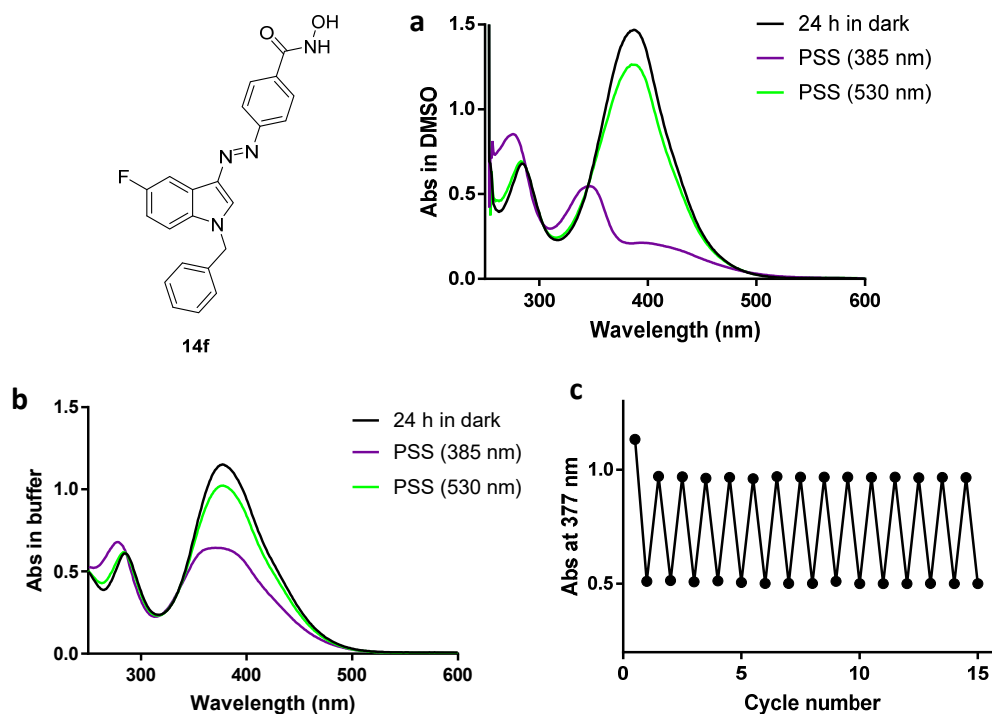 OH
O
NH
N
N
F
N
14f
a
1.5
1.0
0.5
0.0
Abs in DMSO
300
400
500
600
Wavelength (nm)
24 h in dark
PSS (385 nm)
PSS (530 nm)
b
1.5
1.0
0.5
0.0
Abs in buffer
300
400
500
600
Wavelength (nm)
24 h in dark
PSS (385 nm)
PSS (530 nm)
c
1.0
0.5
Abs at 377 nm
0
5
10
15
Cycle number